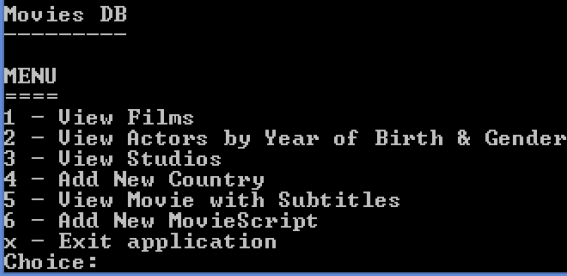 Movies DB
---------
MENU
====
1 - View Films
2 - View Actors by Year of Birth & Gender
3 - View Studios
4 - Add New Country
5 - View Movie with Subtitles
6 - Add New MovieScript
x - Exit application
Choice: